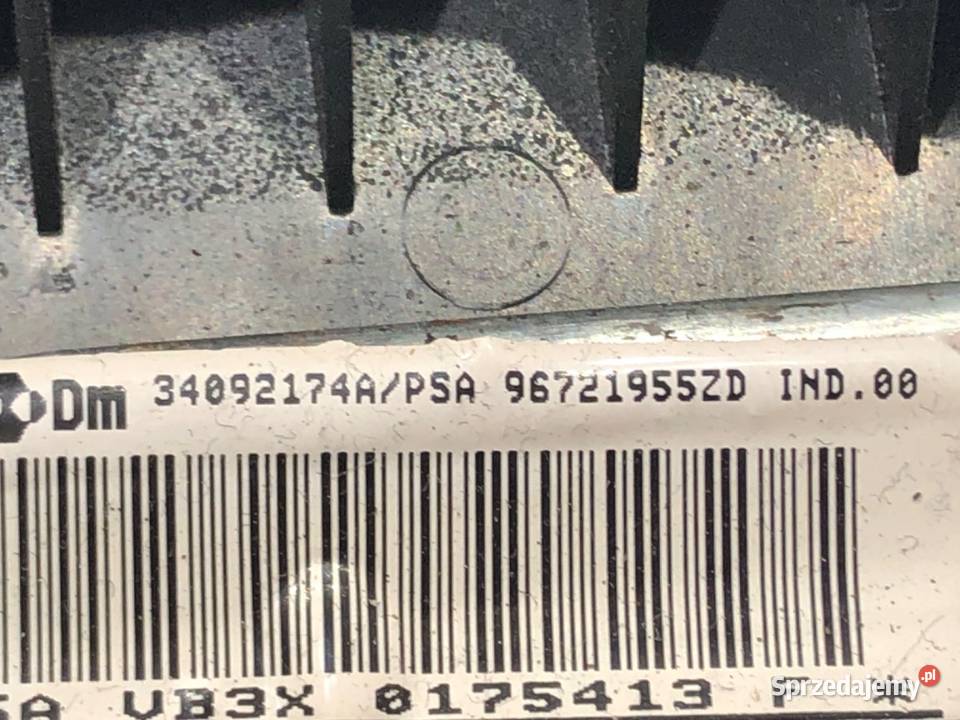 Dm 34092174A/PSA 96721955ZD IND.00
VB3X 0175413
Sprzedajemy.pl